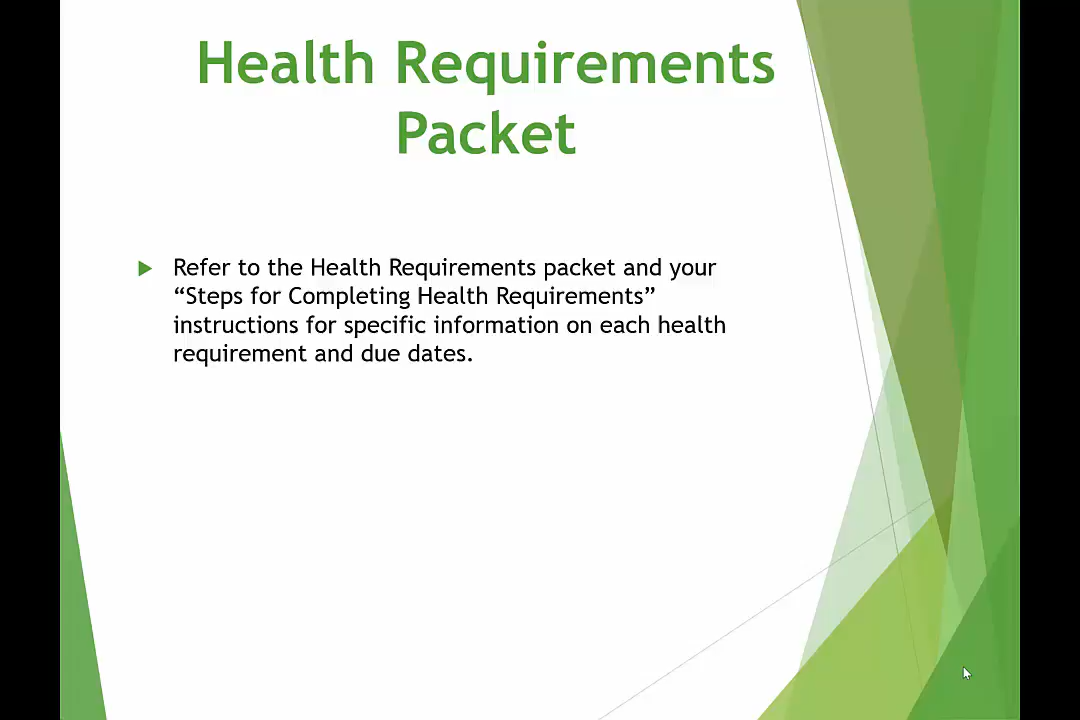 Health Requirements
Packet
Refer to the Health Requirements packet and your
“Steps for Completing Health Requirements”
instructions for specific information on each health
requirement and due dates.